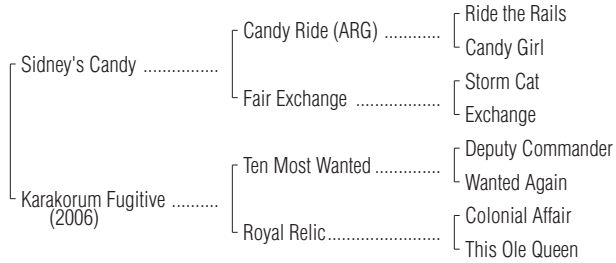 Ride the Rails
Candy Ride (ARG) ............
Candy Girl
Sidney's Candy ................
Storm Cat
Fair Exchange ..................
Exchange
Deputy Commander
Ten Most Wanted ..............
Wanted Again
Karakorum Fugitive ..........
(2006)
Colonial Affair
Royal Relic........................
This Ole Queen